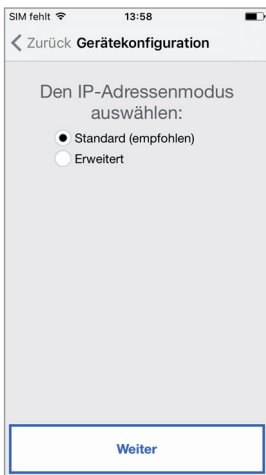 SIM fehlt 13:58
Zurück Gerätekonfiguration
Den IP-Adressenmodus
auswählen:
Standard (empfohlen)
Erweitert
Weiter